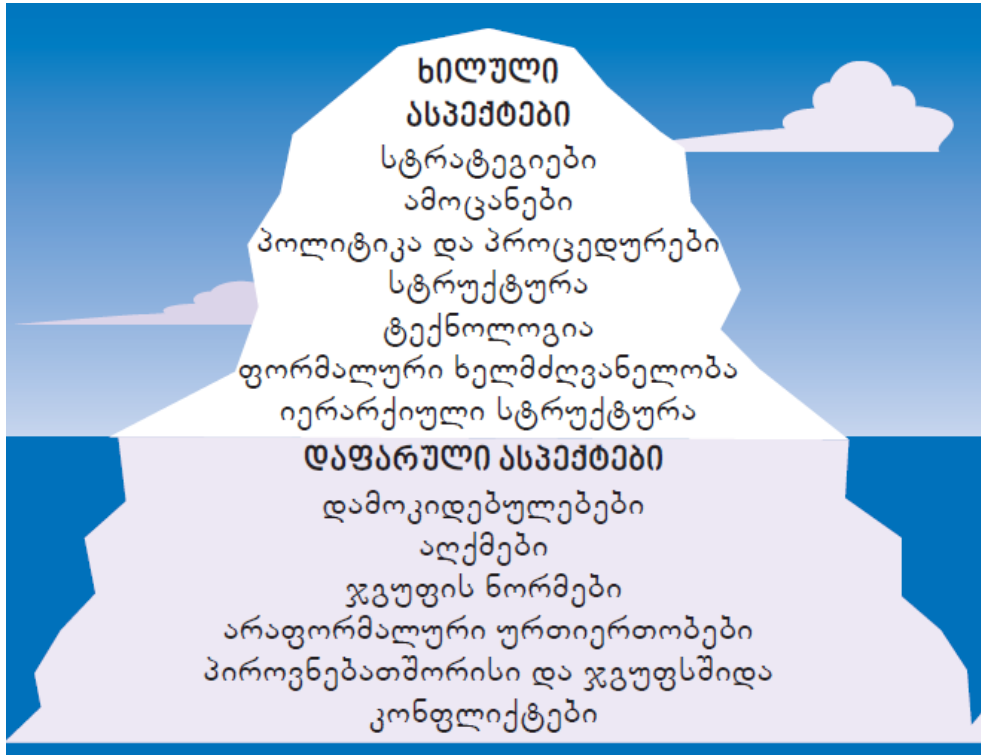 ხილული
ასპექტები
სტრატეგიები
ამოცანები
პოლიტიკა და პროცედურები
სტრუქტურა
ტექნოლოგია
ფორმალური ხელმძღვანელობა
იერარქიული სტრუქტურა
დაფარული ასპექტები
დამოკიდებულებები
აღქმები
ჯგუფის ნორმები
არაფორმალური ურთიერთობები
პიროვნებათშორისი და ჯგუფსშიდა
კონფლიქტები